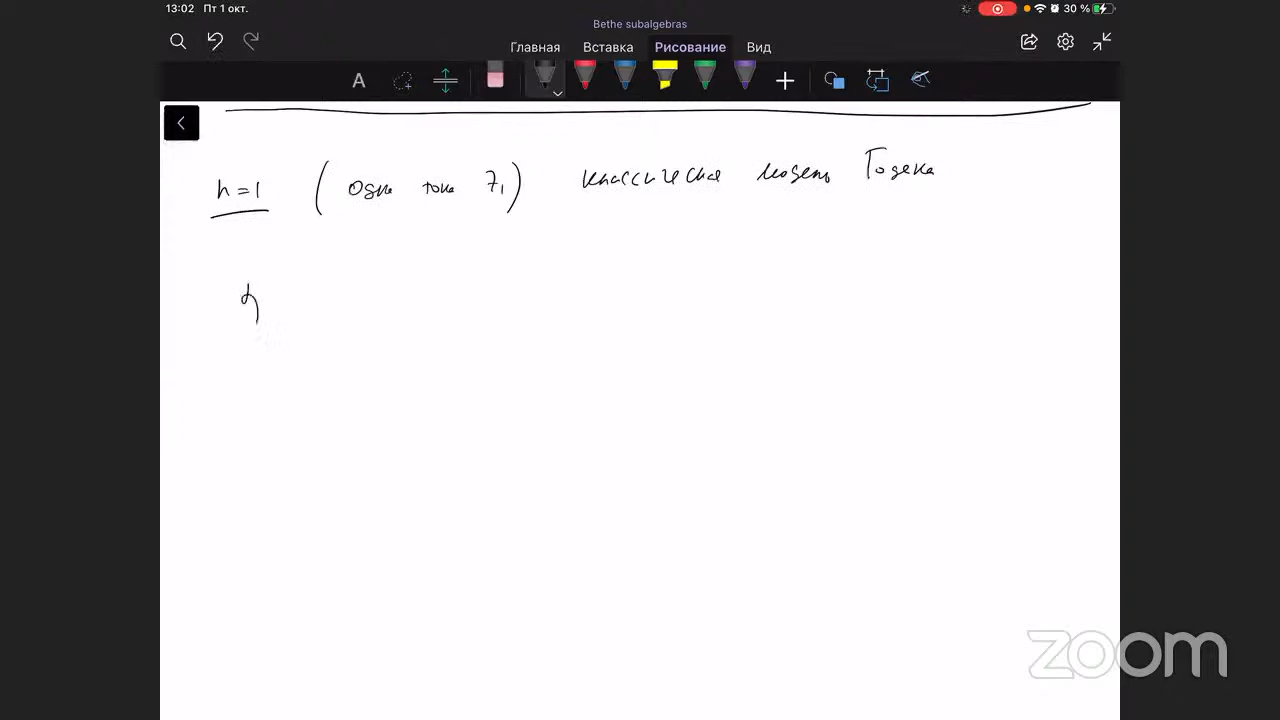 13:02 Пт 1 окт. 30 %
Bethe subalgebras
Главная Вставка Рисование Вид
A
n=1 (одна точка z₁) классическая модель Годена
zoom